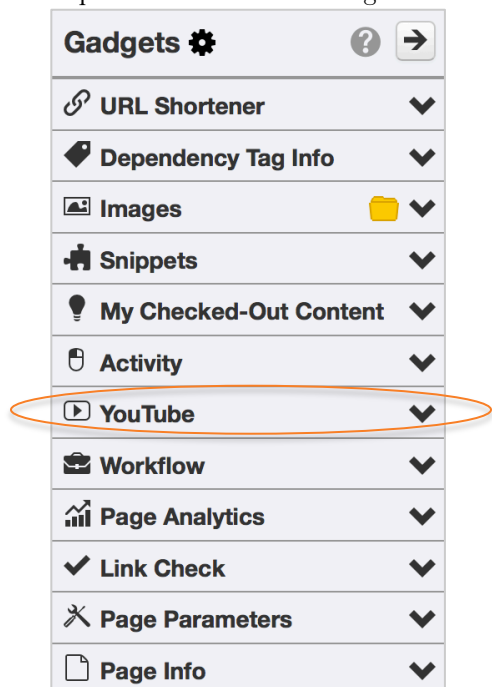 Gadgets
URL Shortener
Dependency Tag Info
Images
Snippets
My Checked-Out Content
Activity
YouTube
Workflow
Page Analytics
Link Check
Page Parameters
Page Info